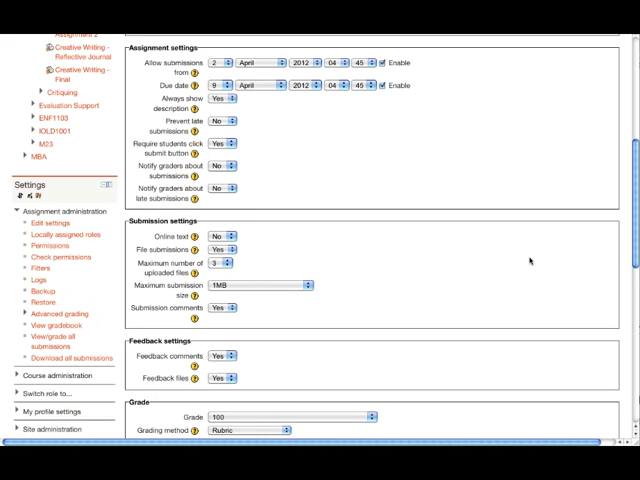 Assignment 2
Creative Writing -
Reflective Journal
Creative Writing -
Final
Critiquing
Evaluation Support
ENF1103
IOLD1001
M23
MBA
Settings
Assignment administration
Edit settings
Locally assigned roles
Permissions
Check permissions
Filters
Logs
Backup
Restore
Advanced grading
View gradebook
View/grade all
submissions
Download all submissions
Course administration
Switch role to...
My profile settings
Site administration
Assignment settings
Allow submissions
from
2 April 2012 04 45 Enable
Due date 9 April 2012 04 45 Enable
Always show
description
Yes
Prevent late
submissions
No
Require students click
submit button
Yes
Notify graders about
submissions
No
Notify graders about
late submissions
No
Submission settings
Online text No
File submissions Yes
Maximum number of
uploaded files
3
Maximum submission
size
1MB
Submission comments Yes
Feedback settings
Feedback comments Yes
Feedback files Yes
Grade
Grade 100
Grading method Rubric